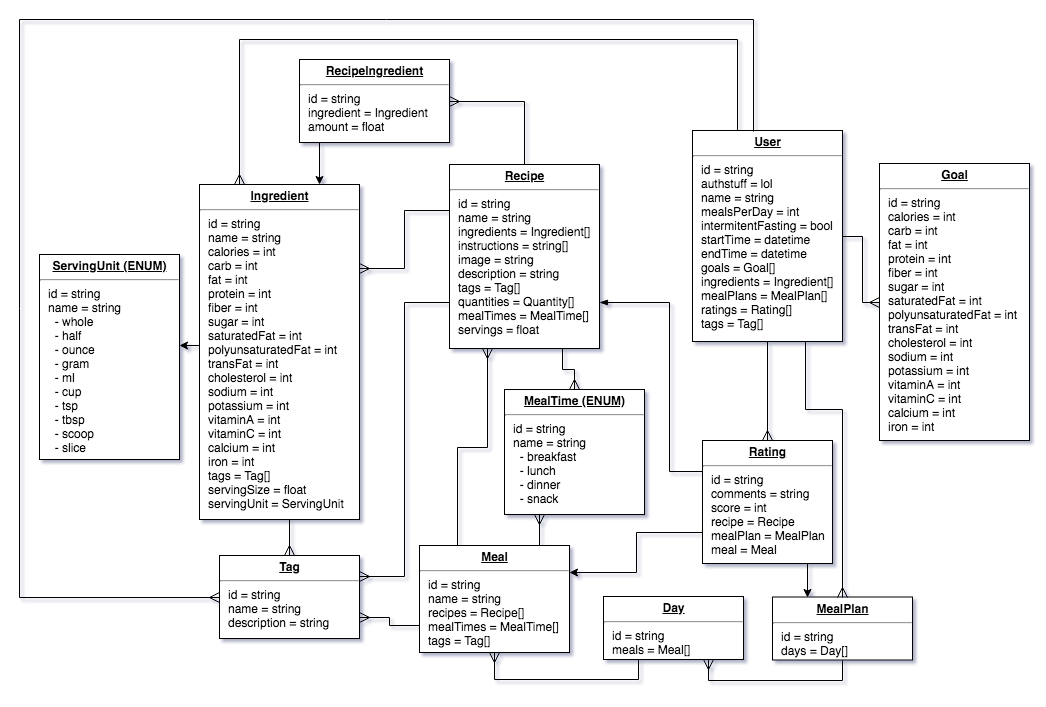 RecipeIngredient
id = string
ingredient = Ingredient
amount = float
User
id = string
authstuff = lol
name = string
mealsPerDay = int
intermitentFasting = bool
startTime = datetime
endTime = datetime
goals = Goal[]
ingredients = Ingredient[]
mealPlans = MealPlan[]
ratings = Rating[]
tags = Tag[]
Goal
id = string
calories = int
carb = int
fat = int
protein = int
fiber = int
sugar = int
saturatedFat = int
polyunsaturatedFat = int
transFat = int
cholesterol = int
sodium = int
potassium = int
vitaminA = int
vitaminC = int
calcium = int
iron = int
Recipe
id = string
name = string
ingredients = Ingredient[]
instructions = string[]
image = string
description = string
tags = Tag[]
quantities = Quantity[]
mealTimes = MealTime[]
servings = float
Ingredient
id = string
name = string
calories = int
carb = int
fat = int
protein = int
fiber = int
sugar = int
saturatedFat = int
polyunsaturatedFat = int
transFat = int
cholesterol = int
sodium = int
potassium = int
vitaminA = int
vitaminC = int
calcium = int
iron = int
tags = Tag[]
servingSize = float
servingUnit = ServingUnit
ServingUnit (ENUM)
id = string
name = string
- whole
- half
- ounce
- gram
- ml
- cup
- tsp
- tbsp
- scoop
- slice
MealTime (ENUM)
id = string
name = string
- breakfast
- lunch
- dinner
- snack
Rating
id = string
comments = string
score = int
recipe = Recipe
mealPlan = MealPlan
meal = Meal
Tag
id = string
name = string
description = string
Meal
id = string
name = string
recipes = Recipe[]
mealTimes = MealTime[]
tags = Tag[]
Day
id = string
meals = Meal[]
MealPlan
id = string
days = Day[]